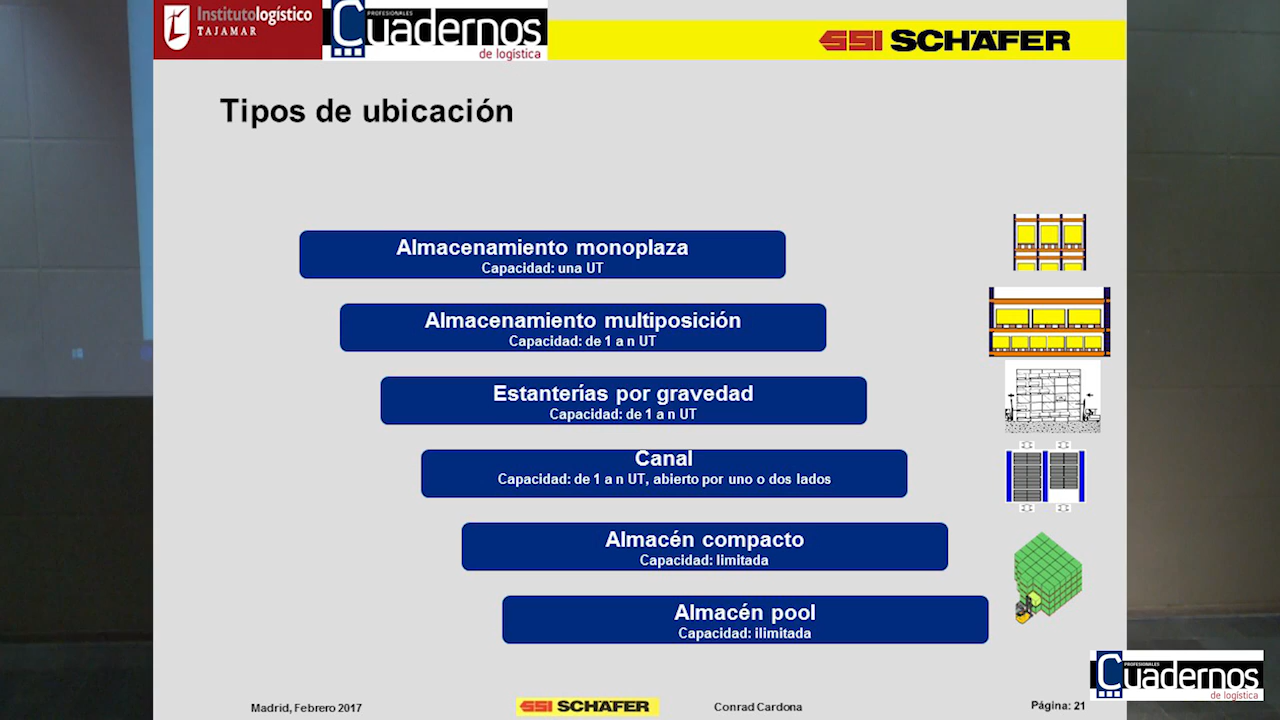 Institutologístico
TAJAMAR
PROFESIONALES
Cuadernos
de logística
SSI SCHÄFER
Tipos de ubicación
Almacenamiento monoplaza
Capacidad: una UT
Almacenamiento multiposición
Capacidad: de 1 a n UT
Estanterías por gravedad
Capacidad: de 1 a n UT
Canal
Capacidad: de 1 a n UT, abierto por uno o dos lados
Almacén compacto
Capacidad: limitada
Almacén pool
Capacidad: ilimitada
PROFESIONALES
Cuadernos
de logística
Madrid, Febrero 2017
SSI SCHÄFER
Conrad Cardona
Página: 21